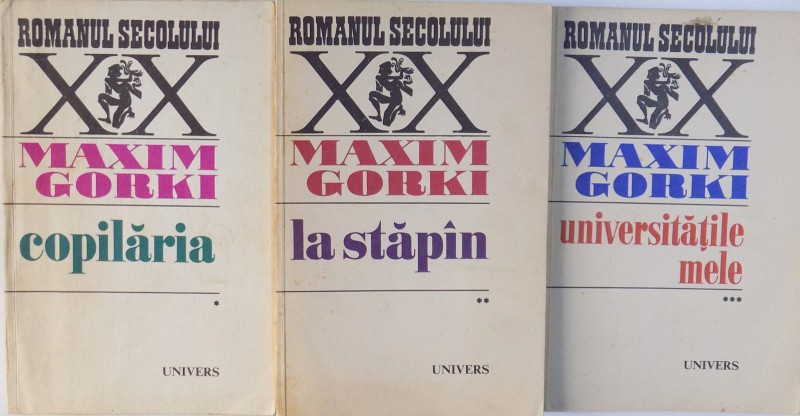 ROMANUL SECOLULUI
XX
MAXIM
GORKI
copilăria
*
UNIVERS
ROMANUL SECOLULUI
XX
MAXIM
GORKI
la stăpîn
**
UNIVERS
ROMANUL SECOLULUI
XX
MAXIM
GORKI
universitățile
mele
***
UNIVERS